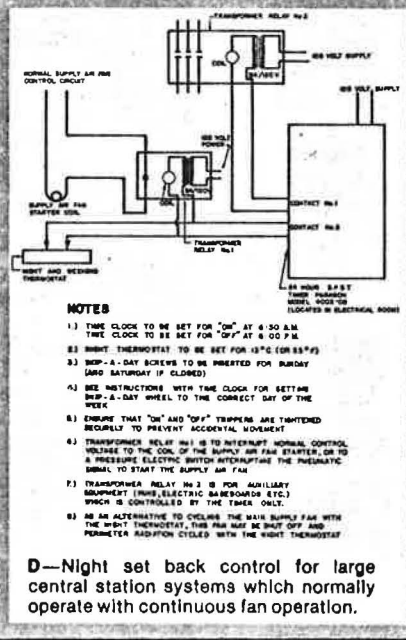 TRANSFORMER RELAY No 2
COIL
24/120V
120 VOLT SUPPLY
NORMAL SUPPLY AIR FAN
CONTROL CIRCUIT
120 VOLT SUPPLY
120 VOLT
POWER
24/120V
COIL
SUPPLY AIR FAN
STARTER COIL
CONTACT No.1
CONTACT No.2
TRANSFORMER
RELAY No.1
NIGHT AND WEEKEND
THERMOSTAT
24 HOUR S.P.S.T
TIMER PARAGON
MODEL
(LOCATED IN ELECTRICAL ROOM)
NOTES
1.) TIME CLOCK TO BE SET FOR "ON" AT 6:30 A.M.
TIME CLOCK TO BE SET FOR "OFF" AT 6:00 P.M.
2.) NIGHT THERMOSTAT TO BE SET FOR 13°C (OR 55°F)
3.) SKIP-A-DAY SCREWS TO BE INSERTED FOR SUNDAY
(AND SATURDAY IF CLOSED)
4.) SEE INSTRUCTIONS WITH TIME CLOCK FOR SETTING
SKIP-A-DAY WHEEL TO THE CORRECT DAY OF THE
WEEK
5.) ENSURE THAT "ON" AND "OFF" TRIPPERS ARE TIGHTENED
SECURELY TO PREVENT ACCIDENTAL MOVEMENT
6.) TRANSFORMER RELAY No 1 IS TO INTERRUPT NORMAL CONTROL
VOLTAGE TO THE COIL OF THE SUPPLY AIR FAN STARTER, OR TO
A PRESSURE ELECTRIC SWITCH INTERRUPTING THE PNEUMATIC
SIGNAL TO START THE SUPPLY AIR FAN
7.) TRANSFORMER RELAY No 2 IS FOR AUXILIARY
EQUIPMENT (FANS, ELECTRIC BASEBOARDS ETC.)
WHICH IS CONTROLLED BY THE TIMER ONLY.
8.) AS AN ALTERNATIVE TO CYCLING THE MAIN SUPPLY FAN WITH
THE NIGHT THERMOSTAT, THIS FAN MAY BE SHUT OFF AND
PERIMETER RADIATION CYCLED WITH THE NIGHT THERMOSTAT
D—Night set back control for large
central station systems which normally
operate with continuous fan operation.